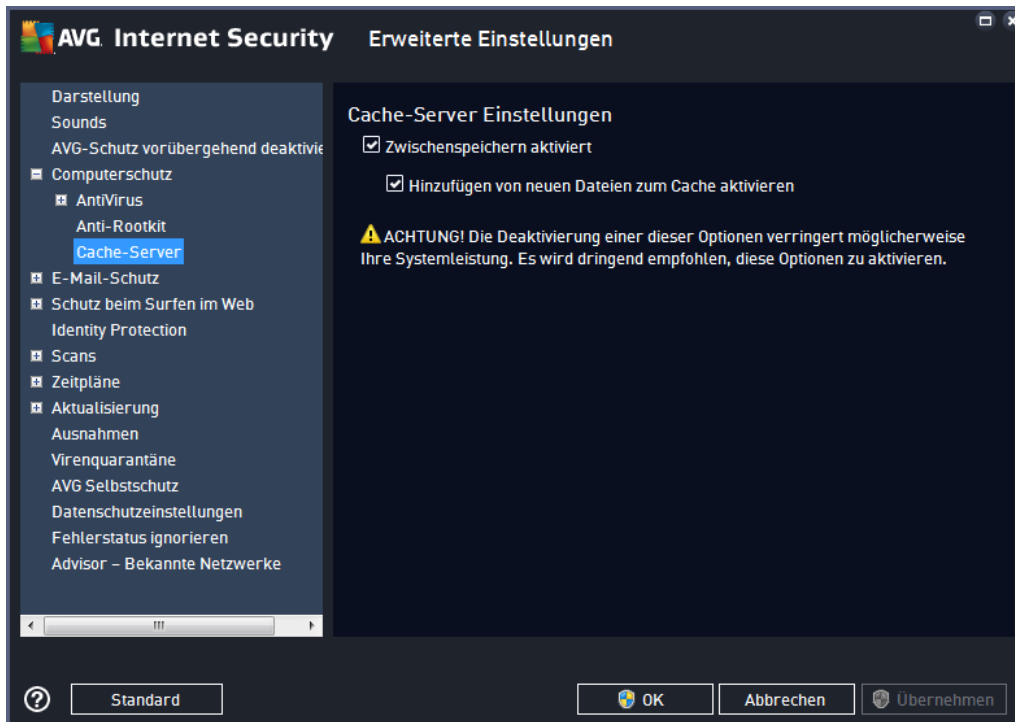 AVG Internet Security Erweiterte Einstellungen
Darstellung
Sounds
AVG-Schutz vorübergehend deaktivie
Computerschutz
AntiVirus
Anti-Rootkit
Cache-Server
E-Mail-Schutz
Schutz beim Surfen im Web
Identity Protection
Scans
Zeitpläne
Aktualisierung
Ausnahmen
Virenquarantäne
AVG Selbstschutz
Datenschutzeinstellungen
Fehlerstatus ignorieren
Advisor – Bekannte Netzwerke
Cache-Server Einstellungen
Zwischenspeichern aktiviert
Hinzufügen von neuen Dateien zum Cache aktivieren
ACHTUNG! Die Deaktivierung einer dieser Optionen verringert möglicherweise
Ihre Systemleistung. Es wird dringend empfohlen, diese Optionen zu aktivieren.
Standard
OK
Abbrechen
Übernehmen